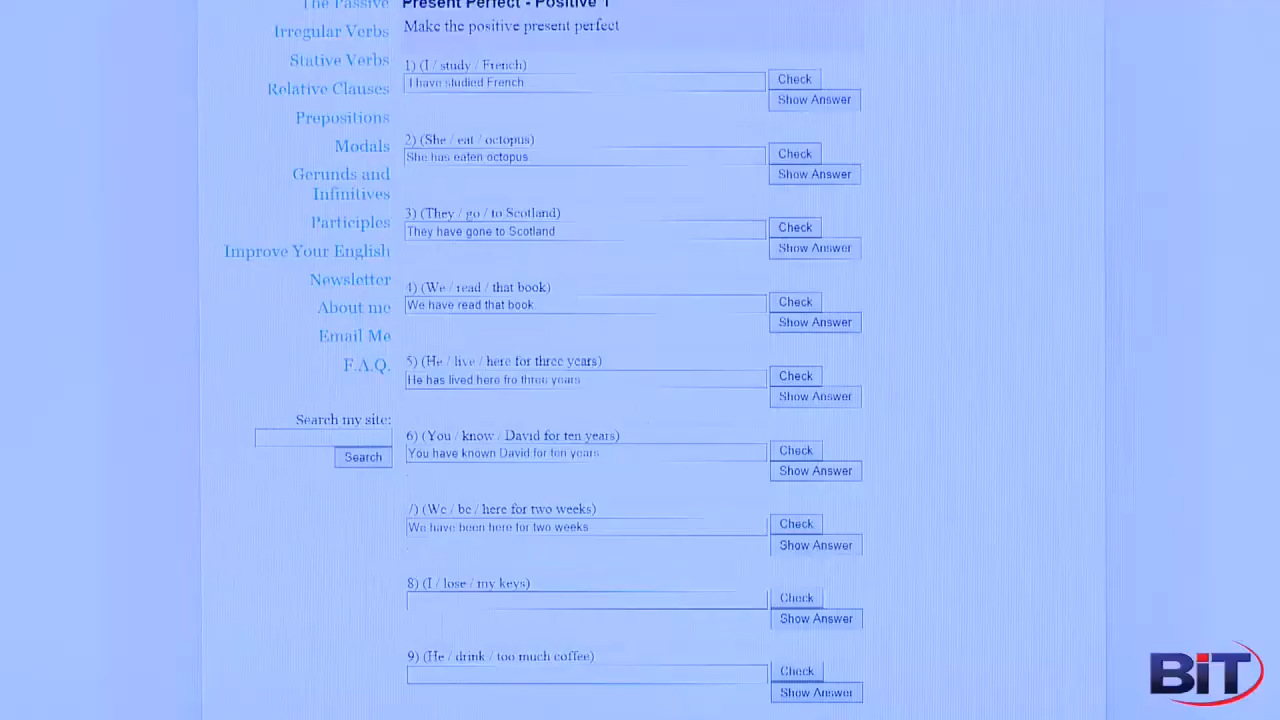 The Passive
Irregular Verbs
Stative Verbs
Relative Clauses
Prepositions
Modals
Gerunds and
Infinitives
Participles
Improve Your English
Newsletter
About me
Email Me
F.A.Q.
Search my site:
Search
Present Perfect - Positive 1
Make the positive present perfect
1) (I / study / French)
I have studied French
Check
Show Answer
2) (She / eat / octopus)
She has eaten octopus
Check
Show Answer
3) (They / go / to Scotland)
They have gone to Scotland
Check
Show Answer
4) (We / read / that book)
We have read that book
Check
Show Answer
5) (He / live / here for three years)
He has lived here fro three years
Check
Show Answer
6) (You / know / David for ten years)
You have known David for ten years
Check
Show Answer
7) (We / be / here for two weeks)
We have been here for two weeks
Check
Show Answer
8) (I / lose / my keys)
Check
Show Answer
9) (He / drink / too much coffee)
Check
Show Answer
BiT